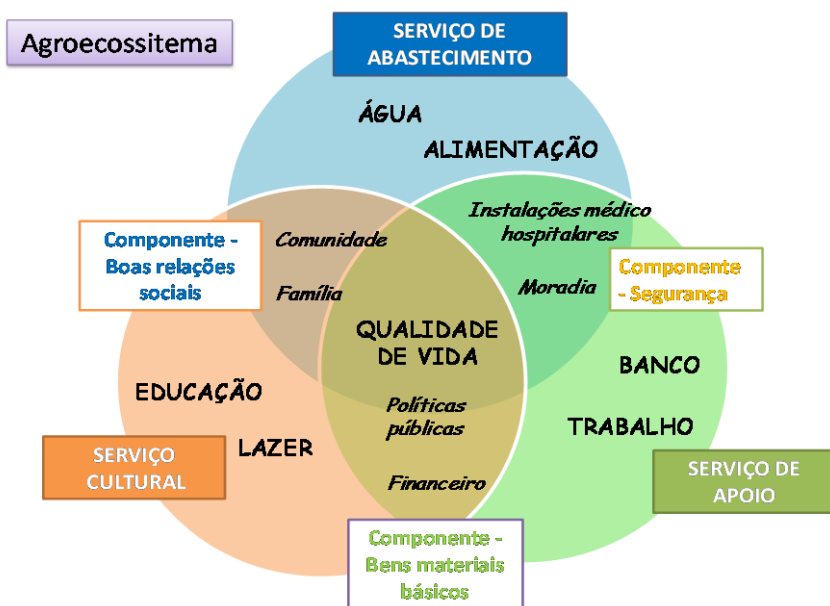 Agroecossitema
SERVIÇO DE
ABASTECIMENTO
ÁGUA
ALIMENTAÇÃO
Instalações médico
hospitalares
Componente -
Boas relações
sociais
Comunidade
Família
Moradia
Componente
- Segurança
QUALIDADE
DE VIDA
BANCO
EDUCAÇÃO
Políticas
públicas
TRABALHO
LAZER
SERVIÇO
CULTURAL
Financeiro
SERVIÇO DE
APOIO
Componente -
Bens materiais
básicos